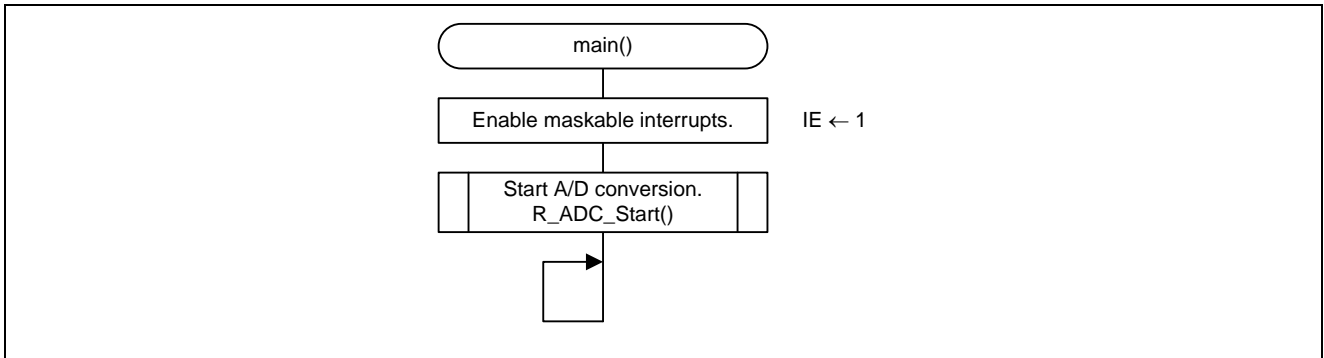 main()
Enable maskable interrupts.
IE ← 1
Start A/D conversion.
R_ADC_Start()